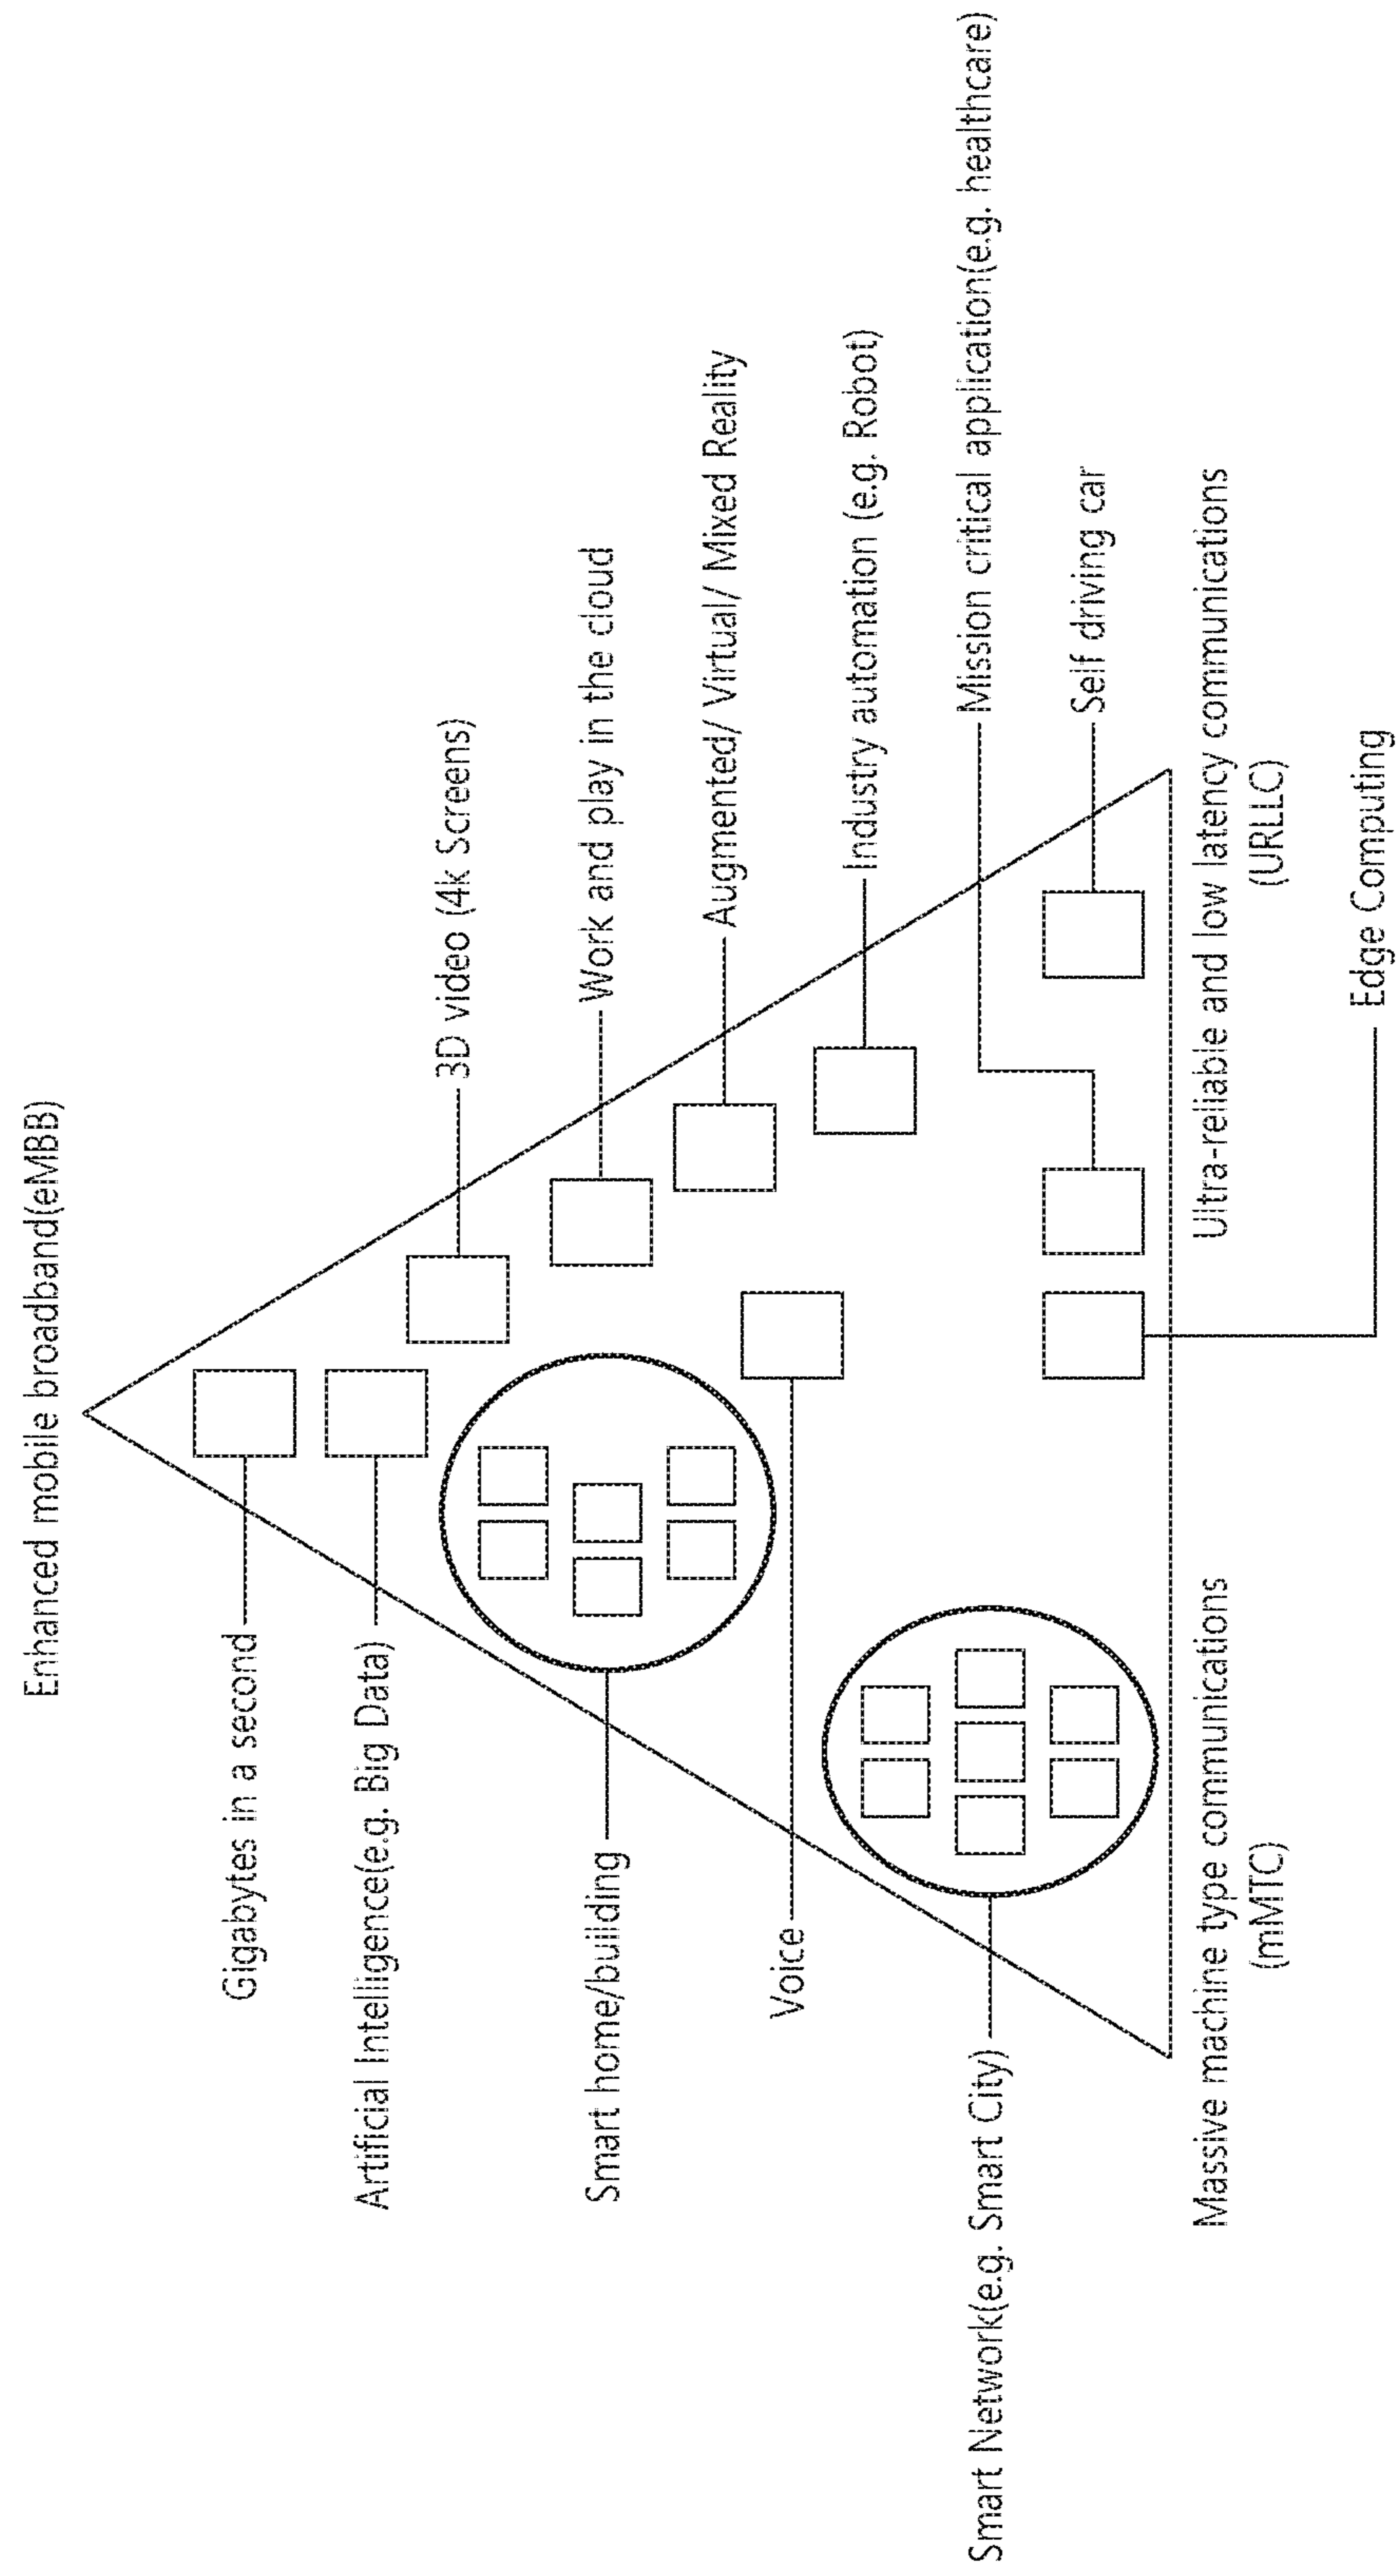 Enhanced mobile broadband(eMBB)
Gigabytes in a second
Artificial Intelligence(e.g. Big Data)
3D video (4k Screens)
Smart home/building
Work and play in the cloud
Augmented/ Virtual/ Mixed Reality
Voice
Industry automation (e.g. Robot)
Smart Network(e.g. Smart City)
Mission critical application(e.g. healthcare)
Self driving car
Massive machine type communications
(mMTC)
Ultra-reliable and low latency communications
(URLLC)
Edge Computing